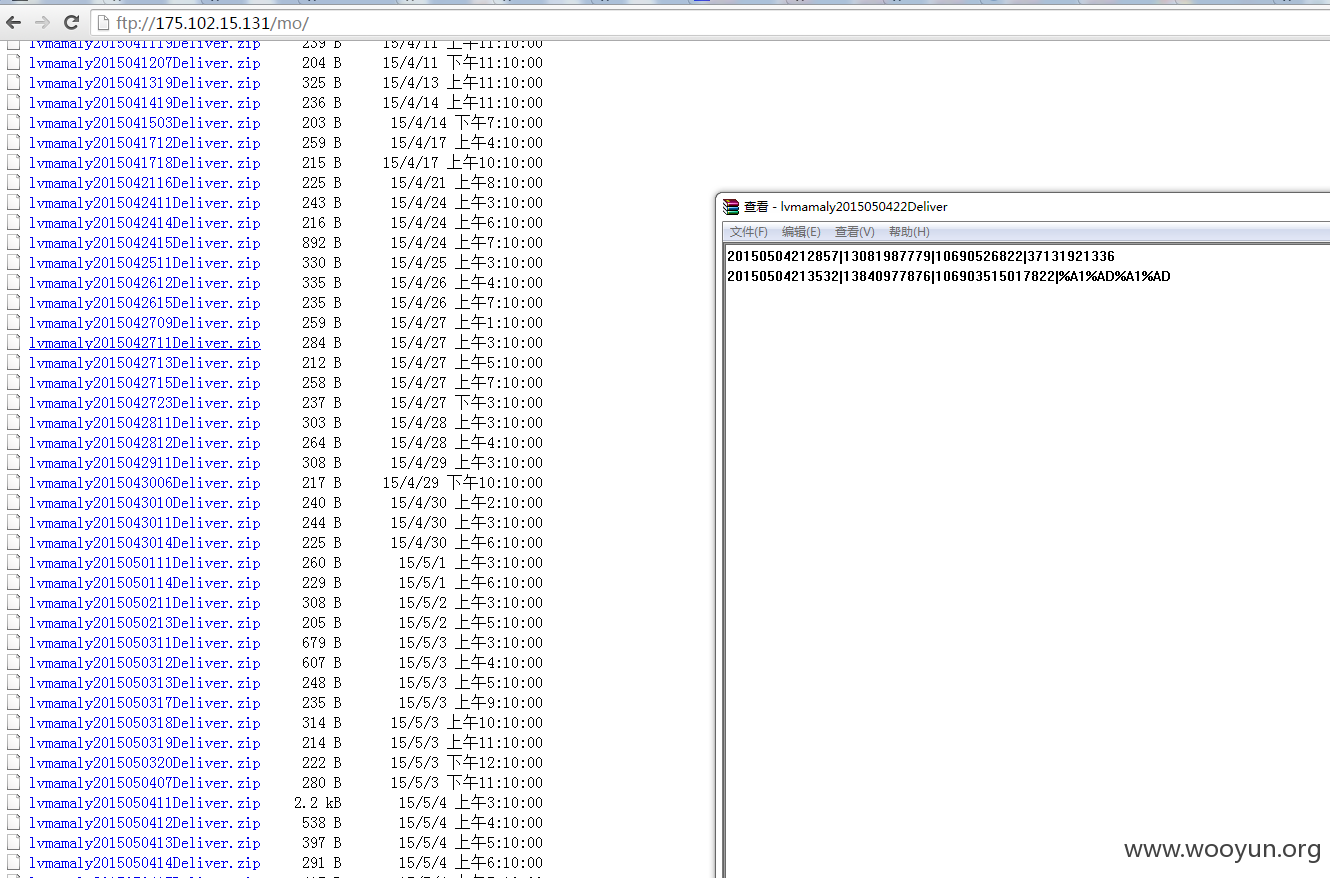 ftp://175.102.15.131/mo/
lvmamaly2015041119Deliver.zip 239 B 15/4/11 上午11:10:00
lvmamaly2015041207Deliver.zip 204 B 15/4/11 下午11:10:00
lvmamaly2015041319Deliver.zip 325 B 15/4/13 上午11:10:00
lvmamaly2015041419Deliver.zip 236 B 15/4/14 上午11:10:00
lvmamaly2015041503Deliver.zip 203 B 15/4/14 下午7:10:00
lvmamaly2015041712Deliver.zip 259 B 15/4/17 上午4:10:00
lvmamaly2015041718Deliver.zip 215 B 15/4/17 上午10:10:00
lvmamaly2015042116Deliver.zip 225 B 15/4/21 上午8:10:00
lvmamaly2015042411Deliver.zip 243 B 15/4/24 上午3:10:00
lvmamaly2015042414Deliver.zip 216 B 15/4/24 上午6:10:00
lvmamaly2015042415Deliver.zip 892 B 15/4/24 上午7:10:00
lvmamaly2015042511Deliver.zip 330 B 15/4/25 上午3:10:00
lvmamaly2015042612Deliver.zip 335 B 15/4/26 上午4:10:00
lvmamaly2015042615Deliver.zip 235 B 15/4/26 上午7:10:00
lvmamaly2015042709Deliver.zip 259 B 15/4/27 上午1:10:00
lvmamaly2015042711Deliver.zip 284 B 15/4/27 上午3:10:00
lvmamaly2015042713Deliver.zip 212 B 15/4/27 上午5:10:00
lvmamaly2015042715Deliver.zip 258 B 15/4/27 上午7:10:00
lvmamaly2015042723Deliver.zip 237 B 15/4/27 下午3:10:00
lvmamaly2015042811Deliver.zip 303 B 15/4/28 上午3:10:00
lvmamaly2015042812Deliver.zip 264 B 15/4/28 上午4:10:00
lvmamaly2015042911Deliver.zip 308 B 15/4/29 上午3:10:00
lvmamaly2015043006Deliver.zip 217 B 15/4/29 下午10:10:00
lvmamaly2015043010Deliver.zip 240 B 15/4/30 上午2:10:00
lvmamaly2015043011Deliver.zip 244 B 15/4/30 上午3:10:00
lvmamaly2015043014Deliver.zip 225 B 15/4/30 上午6:10:00
lvmamaly2015050111Deliver.zip 260 B 15/5/1 上午3:10:00
lvmamaly2015050114Deliver.zip 229 B 15/5/1 上午6:10:00
lvmamaly2015050211Deliver.zip 308 B 15/5/2 上午3:10:00
lvmamaly2015050213Deliver.zip 205 B 15/5/2 上午5:10:00
lvmamaly2015050311Deliver.zip 679 B 15/5/3 上午3:10:00
lvmamaly2015050312Deliver.zip 607 B 15/5/3 上午4:10:00
lvmamaly2015050313Deliver.zip 248 B 15/5/3 上午5:10:00
lvmamaly2015050317Deliver.zip 235 B 15/5/3 上午9:10:00
lvmamaly2015050318Deliver.zip 314 B 15/5/3 上午10:10:00
lvmamaly2015050319Deliver.zip 214 B 15/5/3 上午11:10:00
lvmamaly2015050320Deliver.zip 222 B 15/5/3 下午12:10:00
lvmamaly2015050407Deliver.zip 280 B 15/5/3 下午11:10:00
lvmamaly2015050411Deliver.zip 2.2 kB 15/5/4 上午3:10:00
lvmamaly2015050412Deliver.zip 538 B 15/5/4 上午4:10:00
lvmamaly2015050413Deliver.zip 397 B 15/5/4 上午5:10:00
lvmamaly2015050414Deliver.zip 291 B 15/5/4 上午6:10:00
查看 - lvmamaly2015050422Deliver
文件(F) 编辑(E) 查看(V) 帮助(H)
20150504212857|13081987779|10690526822|37131921336
20150504213532|13840977876|106903515017822|%A1%AD%A1%AD
www.wooyun.org